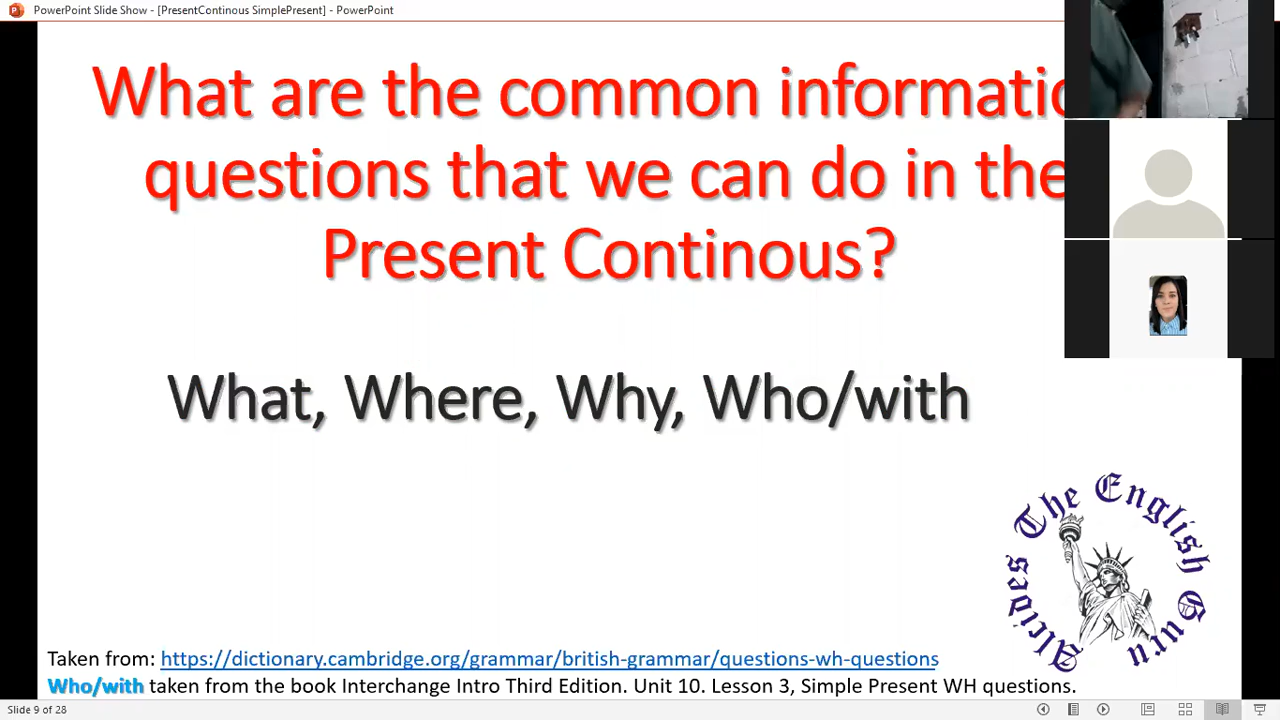 PowerPoint Slide Show - [PresentContinous SimplePresent] - PowerPoint
What are the common informatio
questions that we can do in the
Present Continous?
What, Where, Why, Who/with
Alcides The English Guru
Taken from: https://dictionary.cambridge.org/grammar/british-grammar/questions-wh-questions
Who/with taken from the book Interchange Intro Third Edition. Unit 10. Lesson 3, Simple Present WH questions.
Slide 9 of 28